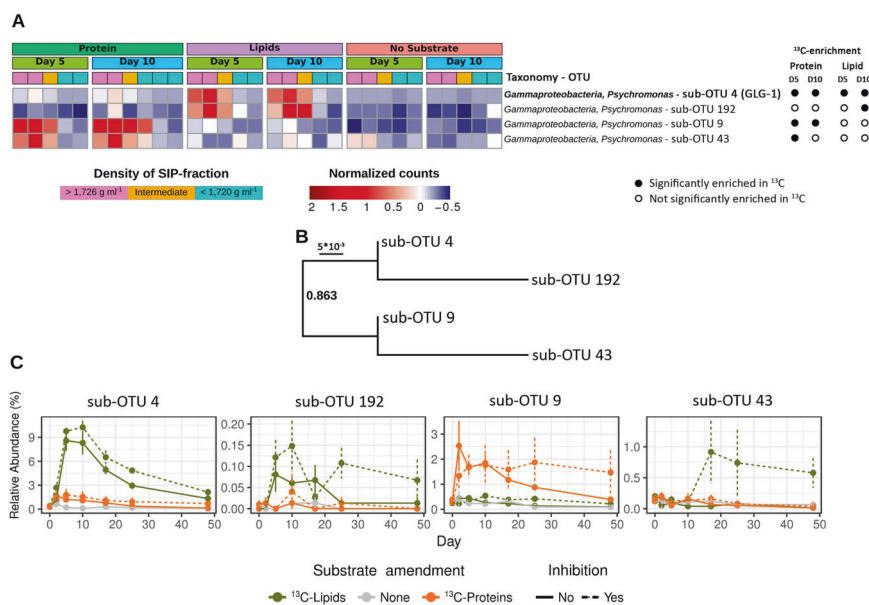 A
Protein Lipids No Substrate
Day 5 Day 10 Day 5 Day 10 Day 5 Day 10
Taxonomy - OTU
¹³C-enrichment
Protein Lipid
D5 D10 D5 D10
Gammaproteobacteria, Psychromonas - sub-OTU 4 (GLG-1)
Gammaproteobacteria, Psychromonas - sub-OTU 192
Gammaproteobacteria, Psychromonas - sub-OTU 9
Gammaproteobacteria, Psychromonas - sub-OTU 43
Density of SIP-fraction
> 1,726 g ml⁻¹ Intermediate < 1,720 g ml⁻¹
Normalized counts
2 1.5 1 0.5 0 −0.5
Significantly enriched in ¹³C
Not significantly enriched in ¹³C
B
5*10⁻³
sub-OTU 4
sub-OTU 192
0.863
sub-OTU 9
sub-OTU 43
C
sub-OTU 4 sub-OTU 192 sub-OTU 9 sub-OTU 43
Relative Abundance (%)
9
6
3
0
0.20
0.15
0.10
0.05
0.00
3
2
1
0
1.0
0.5
0.0
0 10 20 30 40 50 0 10 20 30 40 50 0 10 20 30 40 50 0 10 20 30 40 50
Day
Substrate amendment Inhibition
¹³C-Lipids None ¹³C-Proteins No Yes